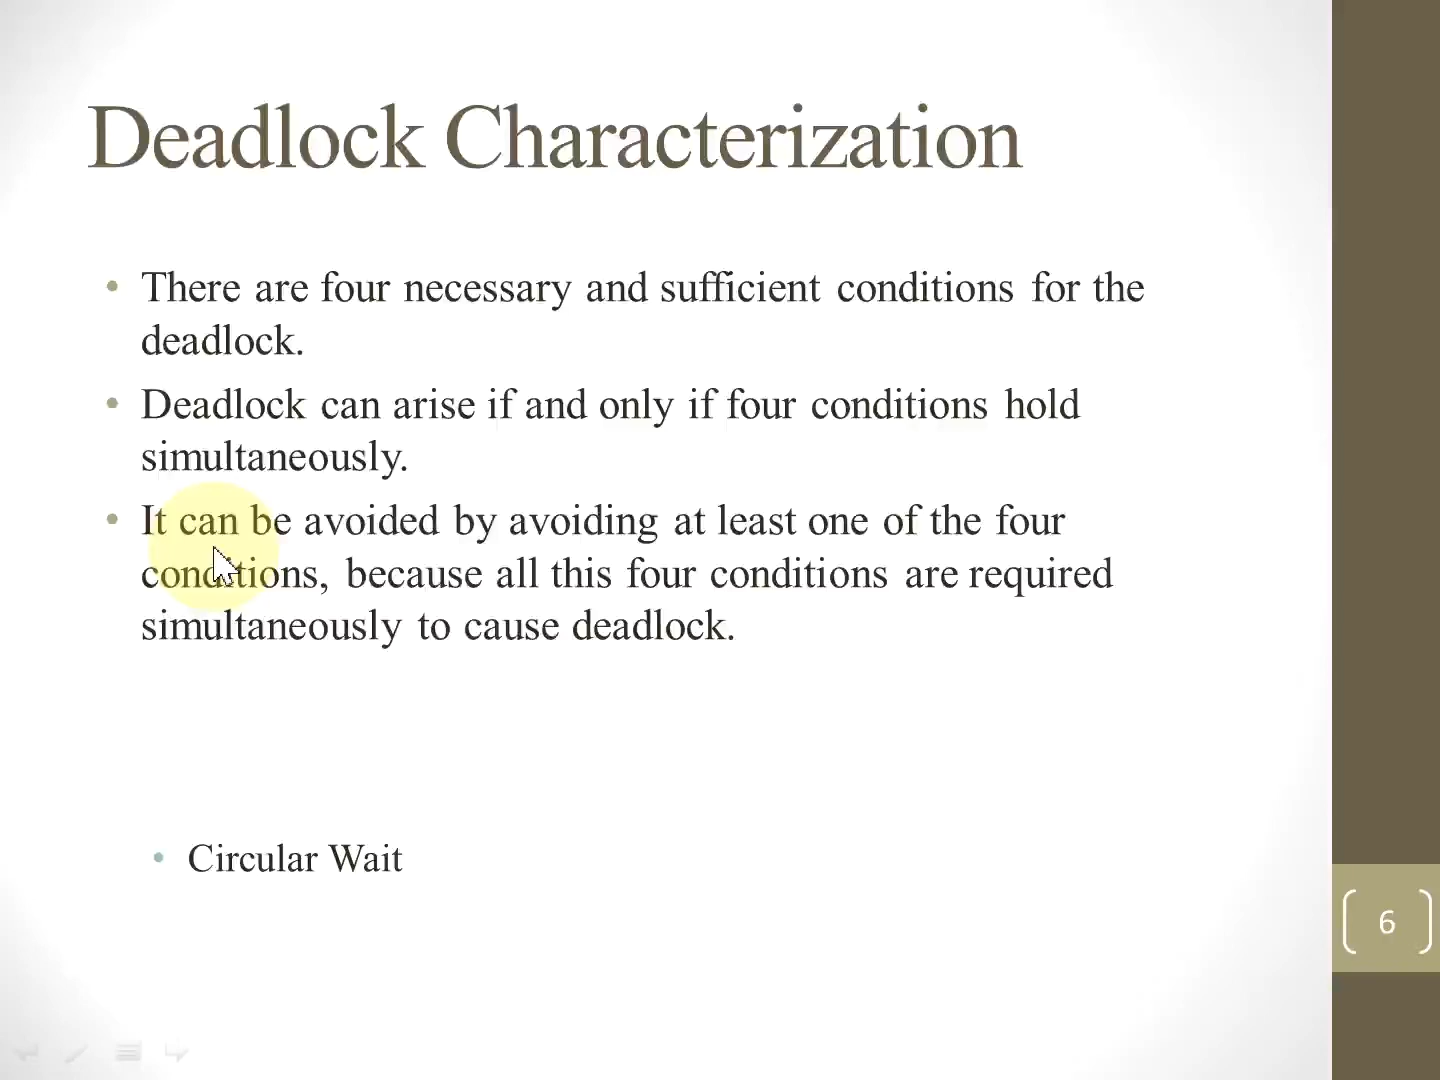 Deadlock Characterization
• There are four necessary and sufficient conditions for the
deadlock.
• Deadlock can arise if and only if four conditions hold
simultaneously.
• It can be avoided by avoiding at least one of the four
conditions, because all this four conditions are required
simultaneously to cause deadlock.
• Circular Wait
6